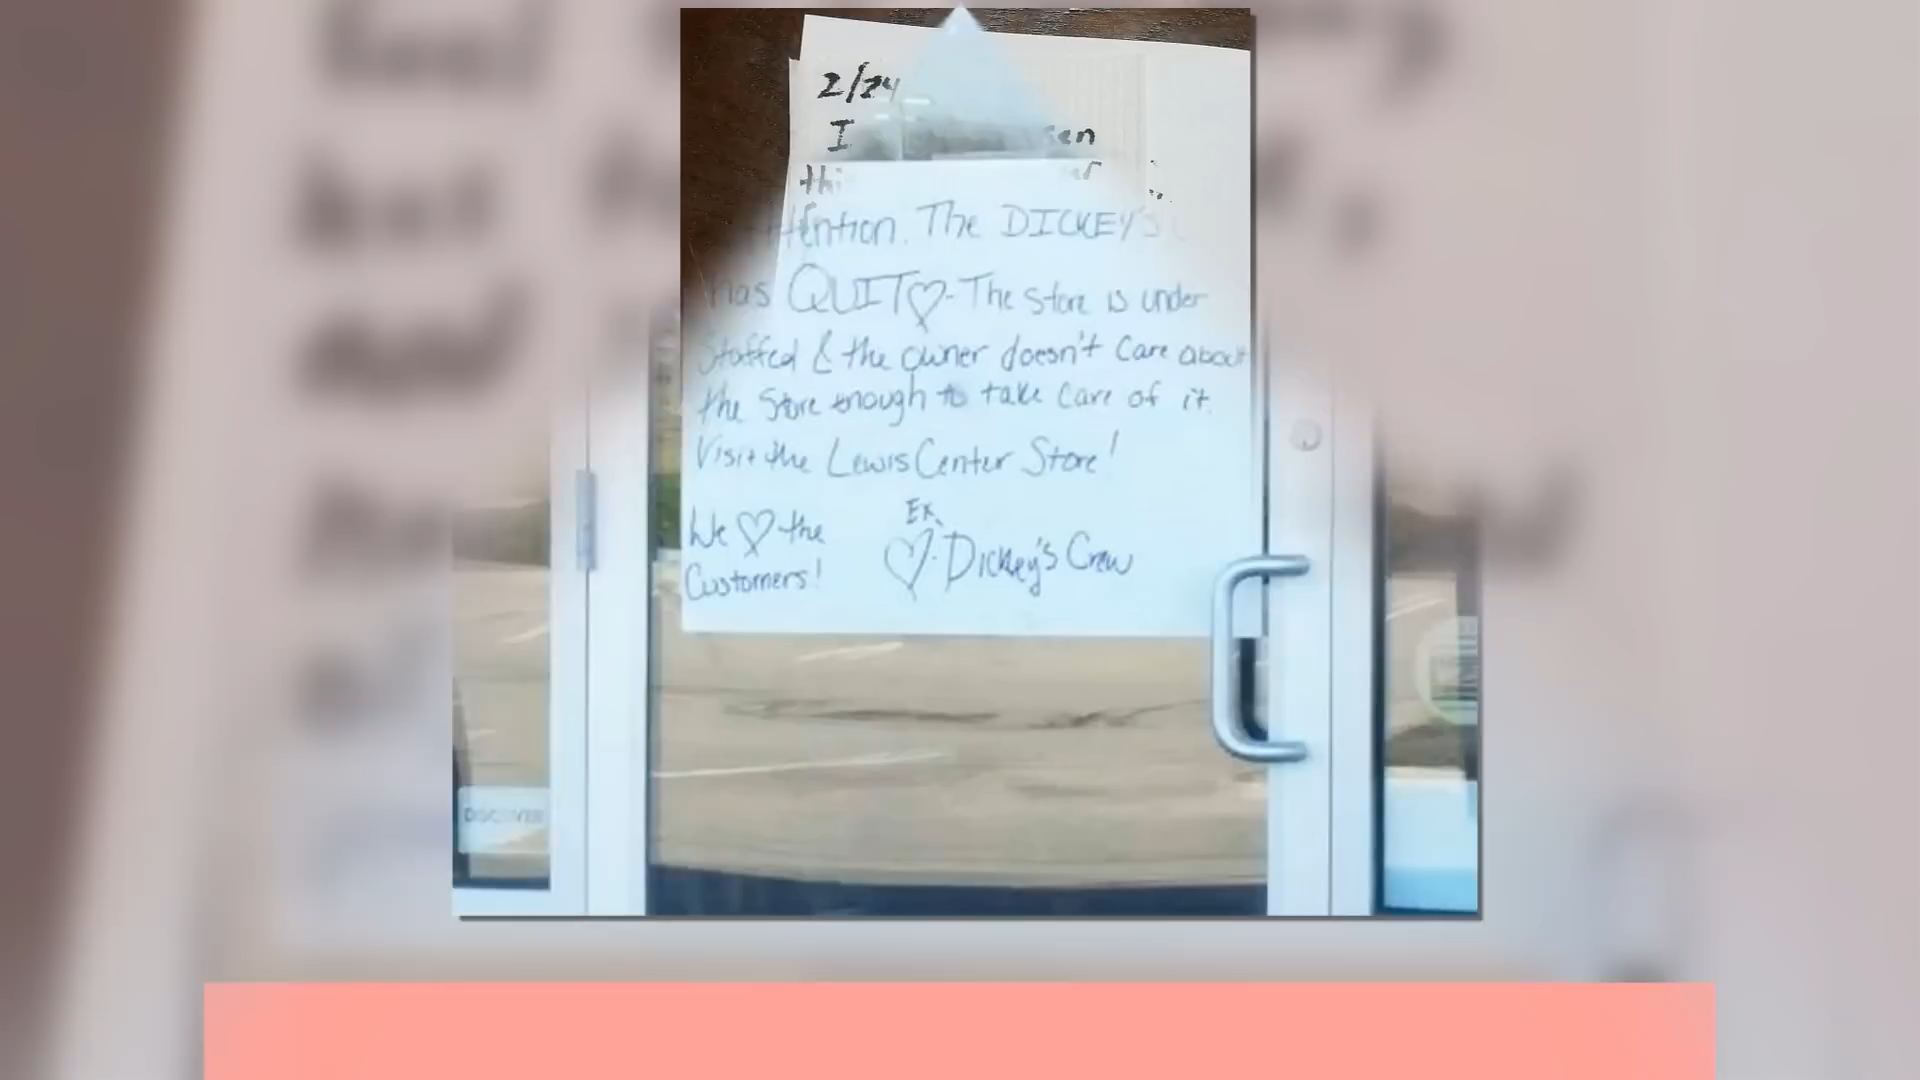 2/24
I
tention. The DICKEY'S
has QUIT♡- The store is under
Staffed & the owner doesn't care about
the store enough to take care of it.
Visit the Lewis Center Store!
We ♡ the
Customers!
Ex.
♡- Dickey's Crew
DISCOVER